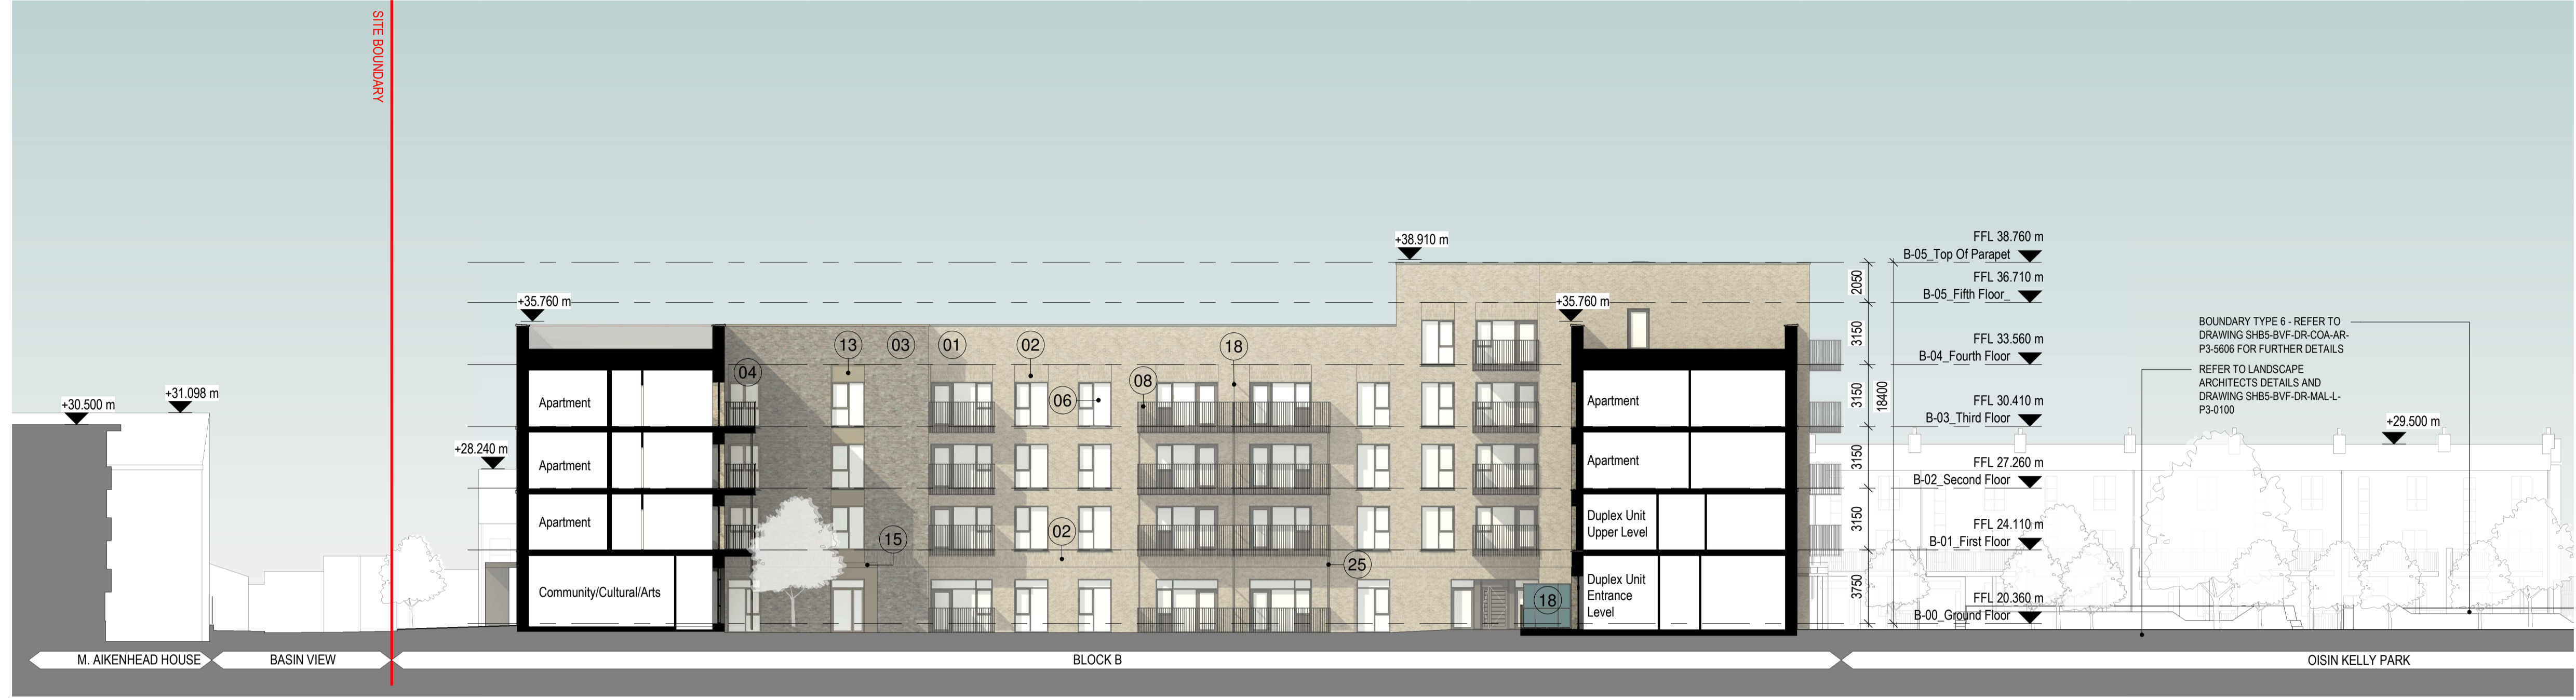 SITE BOUNDARY
+38.910 m
FFL 38.760 m
B-05_Top Of Parapet
FFL 36.710 m
B-05_Fifth Floor_
2050
+35.760 m
+35.760 m
3150
FFL 33.560 m
B-04_Fourth Floor
13
03
01
02
18
04
06
08
BOUNDARY TYPE 6 - REFER TO
DRAWING SHB5-BVF-DR-COA-AR-
P3-5606 FOR FURTHER DETAILS
REFER TO LANDSCAPE
ARCHITECTS DETAILS AND
DRAWING SHB5-BVF-DR-MAL-L-
P3-0100
+31.098 m
+30.500 m
Apartment
Apartment
3150
18400
FFL 30.410 m
B-03_Third Floor
+29.500 m
+28.240 m
Apartment
Apartment
3150
FFL 27.260 m
B-02_Second Floor
Apartment
Duplex Unit
Upper Level
3150
FFL 24.110 m
B-01_First Floor
02
15
25
Community/Cultural/Arts
18
Duplex Unit
Entrance
Level
3750
FFL 20.360 m
B-00_Ground Floor
M. AIKENHEAD HOUSE
BASIN VIEW
BLOCK B
OISIN KELLY PARK